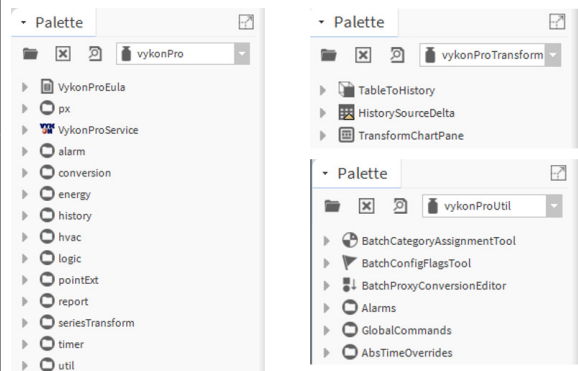 Palette
vykonPro
VykonProEula
px
VykonProService
alarm
conversion
energy
history
hvac
logic
pointExt
report
seriesTransform
timer
util
Palette
vykonProTransform
TableToHistory
HistorySourceDelta
TransformChartPane
Palette
vykonProUtil
BatchCategoryAssignmentTool
BatchConfigFlagsTool
BatchProxyConversionEditor
Alarms
GlobalCommands
AbsTimeOverrides